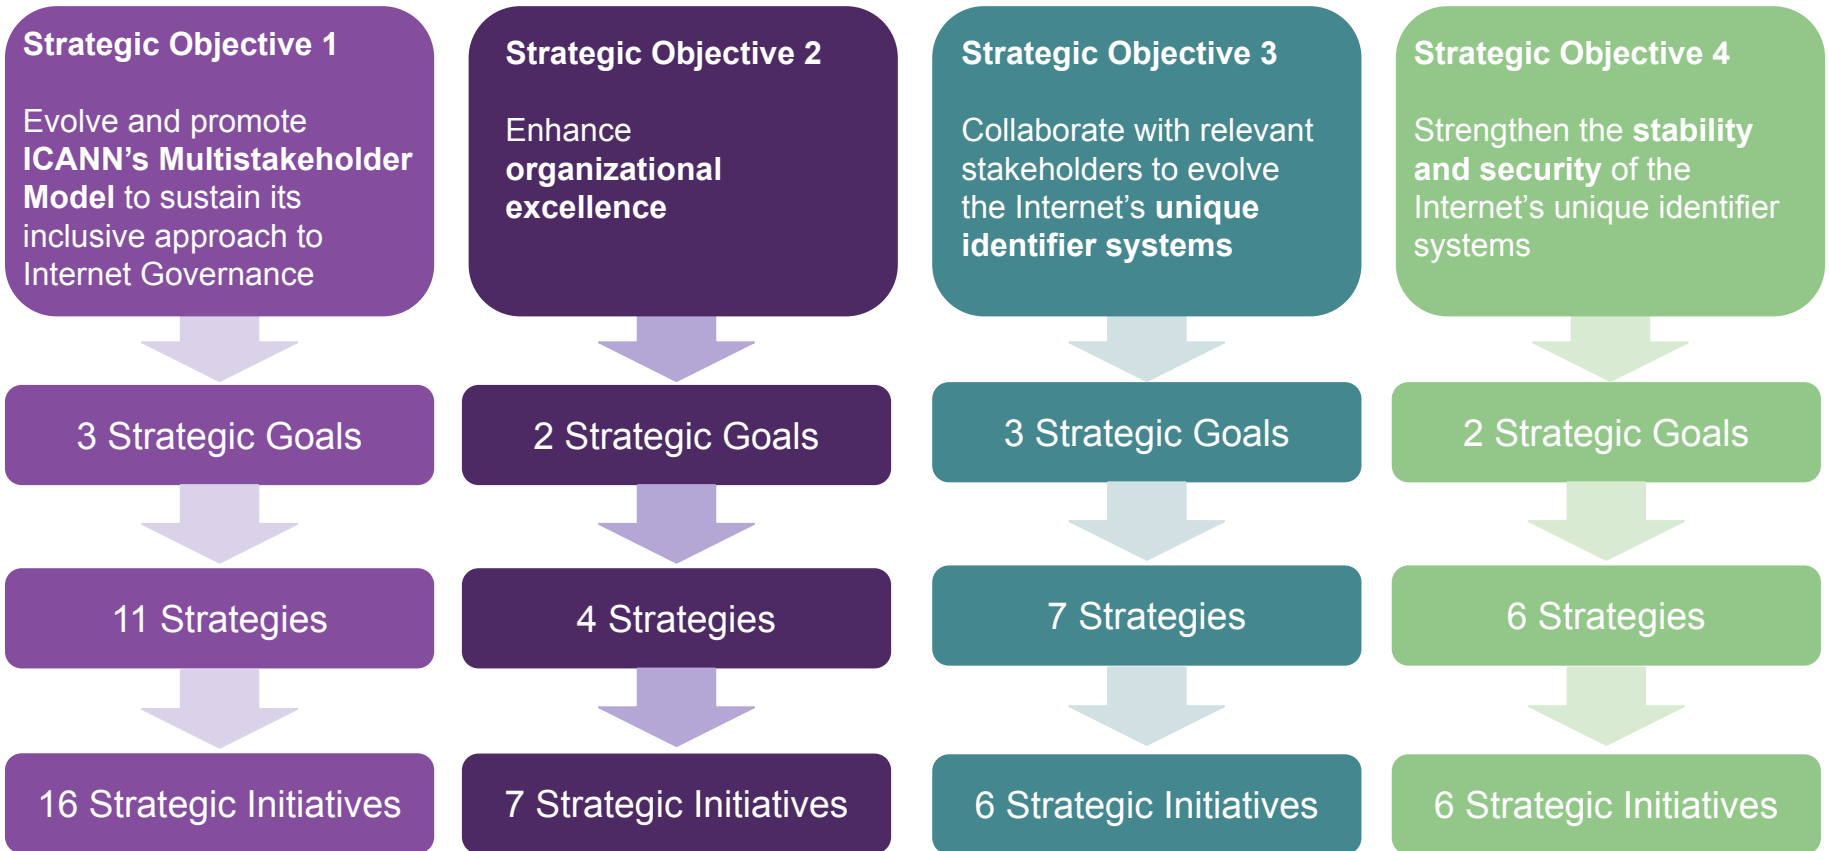 Strategic Objective 1
Evolve and promote
ICANN’s Multistakeholder
Model to sustain its
inclusive approach to
Internet Governance
3 Strategic Goals
11 Strategies
16 Strategic Initiatives
Strategic Objective 2
Enhance
organizational
excellence
2 Strategic Goals
4 Strategies
7 Strategic Initiatives
Strategic Objective 3
Collaborate with relevant
stakeholders to evolve
the Internet’s unique
identifier systems
3 Strategic Goals
7 Strategies
6 Strategic Initiatives
Strategic Objective 4
Strengthen the stability
and security of the
Internet’s unique identifier
systems
2 Strategic Goals
6 Strategies
6 Strategic Initiatives